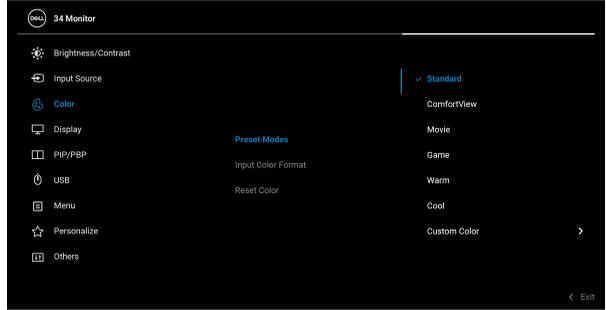 DELL
34 Monitor
Brightness/Contrast
Input Source
Color
Display
PIP/PBP
USB
Menu
Personalize
Others
Preset Modes
Input Color Format
Reset Color
Standard
ComfortView
Movie
Game
Warm
Cool
Custom Color
Exit